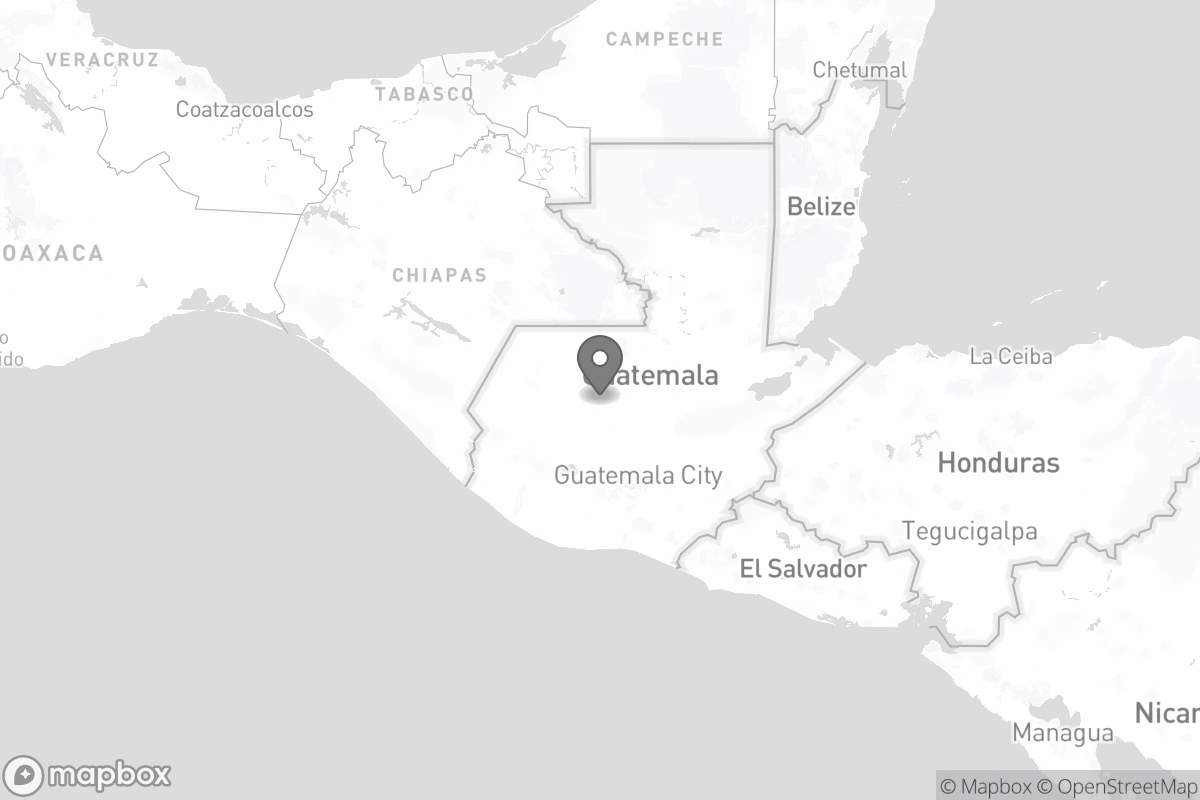 CAMPECHE
VERACRUZ
Chetumal
TABASCO
Coatzacoalcos
Belize
OAXACA
CHIAPAS
o
ido
La Ceiba
Guatemala
Honduras
Guatemala City
Tegucigalpa
El Salvador
Nicar
Managua
mapbox
© Mapbox © OpenStreetMap